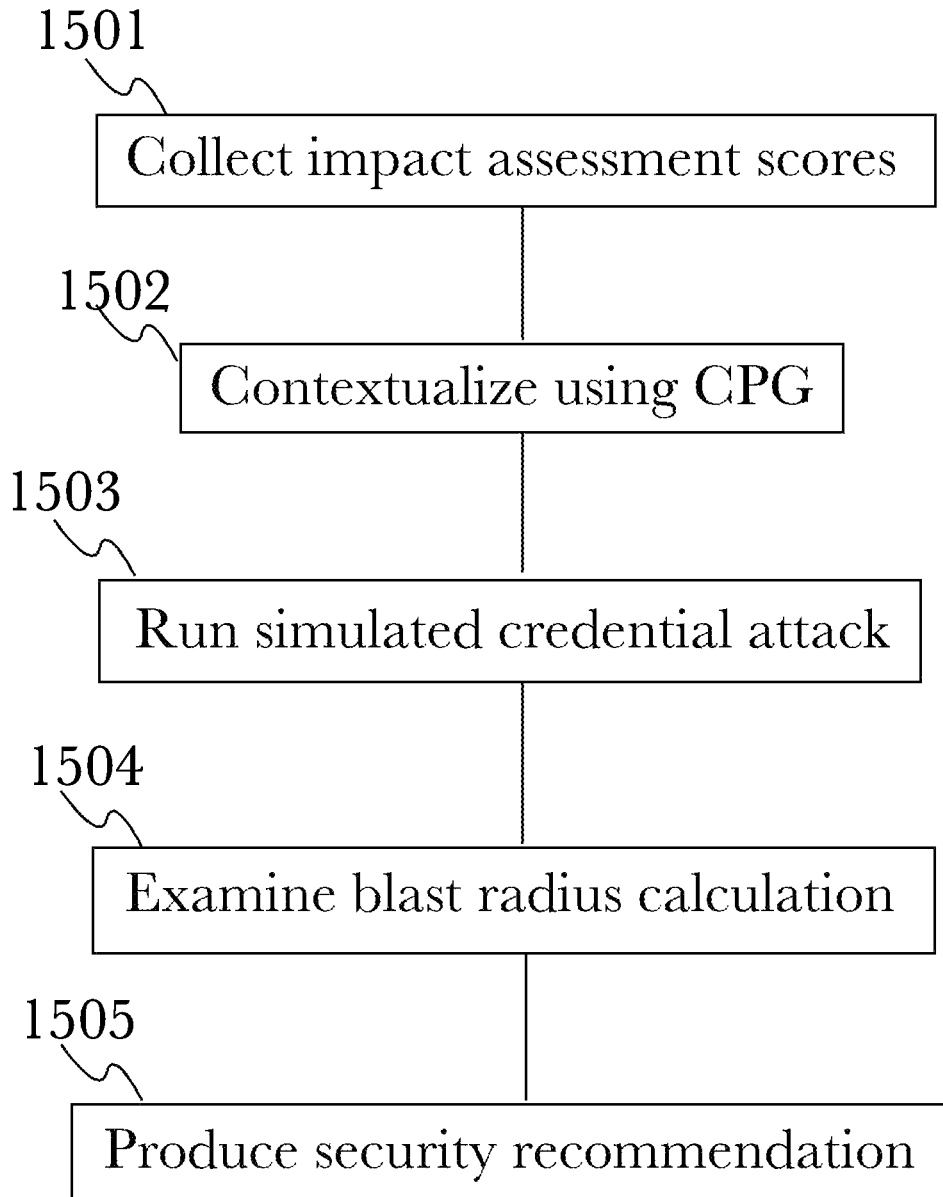 1501
Collect impact assessment scores
1502
Contextualize using CPG
1503
Run simulated credential attack
1504
Examine blast radius calculation
1505
Produce security recommendation